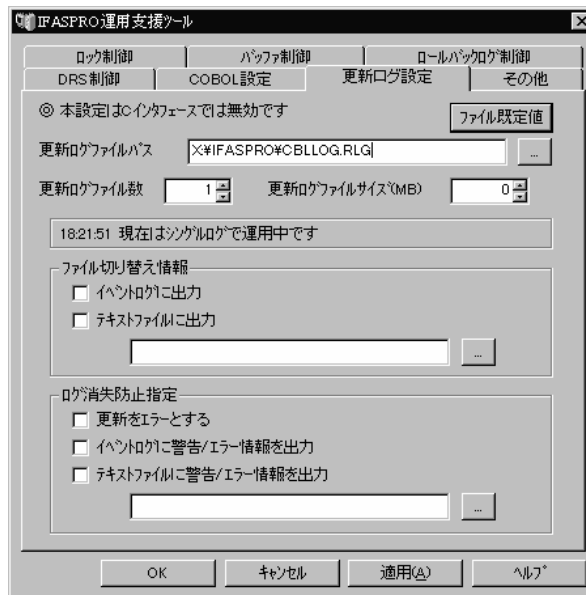 IFASPRO運用支援ツール
ロック制御 バッファ制御 ロールバックログ制御
DRS制御 COBOL設定 更新ログ設定 その他
◎ 本設定はCインタフェースでは無効です
ファイル既定値
更新ログファイルパス X:¥IFASPRO¥CBLLOG.RLG ...
更新ログファイル数 1 更新ログファイルサイズ(MB) 0
18:21:51 現在はシングルログで運用中です
ファイル切り替え情報
イベントログに出力
テキストファイルに出力
...
ログ消失防止指定
更新をエラーとする
イベントログに警告/エラー情報を出力
テキストファイルに警告/エラー情報を出力
...
OK キャンセル 適用(A) ヘルプ